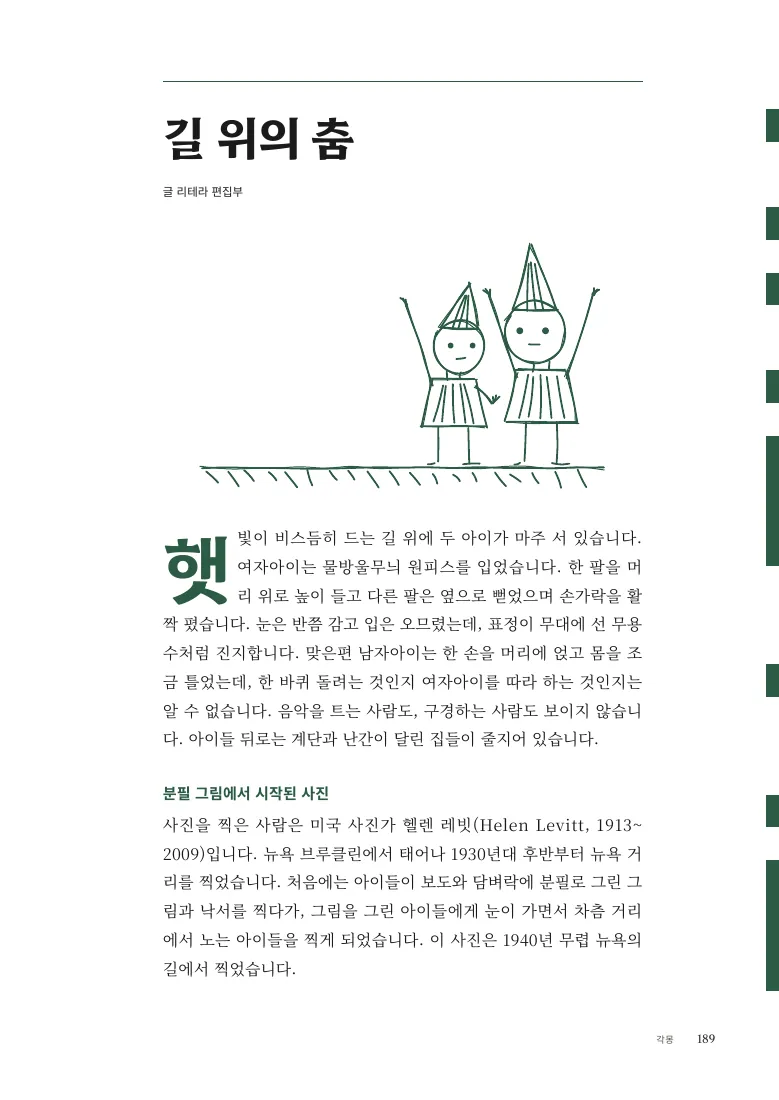 길 위의 춤
글 리테라 편집부
햇빛이 비스듬히 드는 길 위에 두 아이가 마주 서 있습니다.
여자아이는 물방울무늬 원피스를 입었습니다. 한 팔을 머
리 위로 높이 들고 다른 팔은 옆으로 뻗었으며 손가락을 활
짝 폈습니다. 눈은 반쯤 감고 입은 오므렸는데, 표정이 무대에 선 무용
수처럼 진지합니다. 맞은편 남자아이는 한 손을 머리에 얹고 몸을 조
금 틀었는데, 한 바퀴 돌려는 것인지 여자아이를 따라 하는 것인지는
알 수 없습니다. 음악을 트는 사람도, 구경하는 사람도 보이지 않습니
다. 아이들 뒤로는 계단과 난간이 달린 집들이 줄지어 있습니다.
분필 그림에서 시작된 사진
사진을 찍은 사람은 미국 사진가 헬렌 레빗(Helen Levitt, 1913~
2009)입니다. 뉴욕 브루클린에서 태어나 1930년대 후반부터 뉴욕 거
리를 찍었습니다. 처음에는 아이들이 보도와 담벼락에 분필로 그린 그
림과 낙서를 찍다가, 그림을 그린 아이들에게 눈이 가면서 차츰 거리
에서 노는 아이들을 찍게 되었습니다. 이 사진은 1940년 무렵 뉴욕의
길에서 찍었습니다.
각몽 189